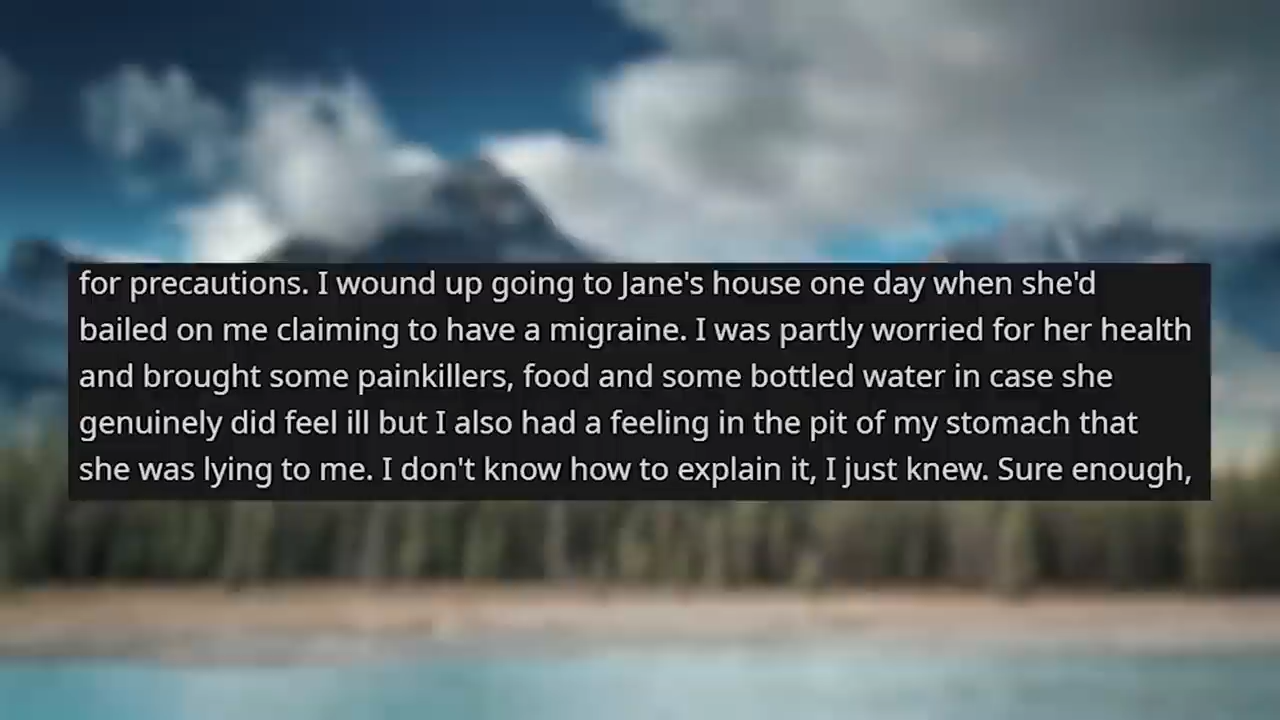 for precautions. I wound up going to Jane's house one day when she'd
bailed on me claiming to have a migraine. I was partly worried for her health
and brought some painkillers, food and some bottled water in case she
genuinely did feel ill but I also had a feeling in the pit of my stomach that
she was lying to me. I don't know how to explain it, I just knew. Sure enough,